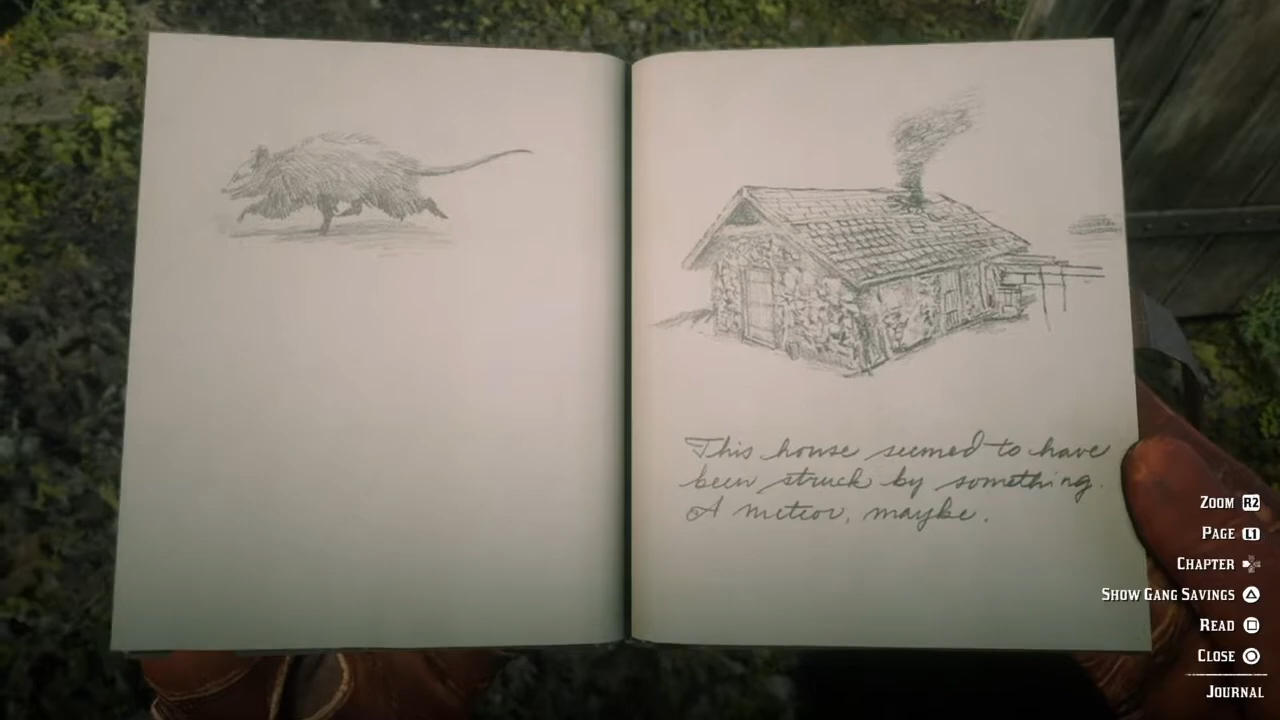 This house seemed to have
been struck by something.
A meteor, maybe.
ZOOM R2
PAGE L1
CHAPTER
SHOW GANG SAVINGS
READ
CLOSE
JOURNAL